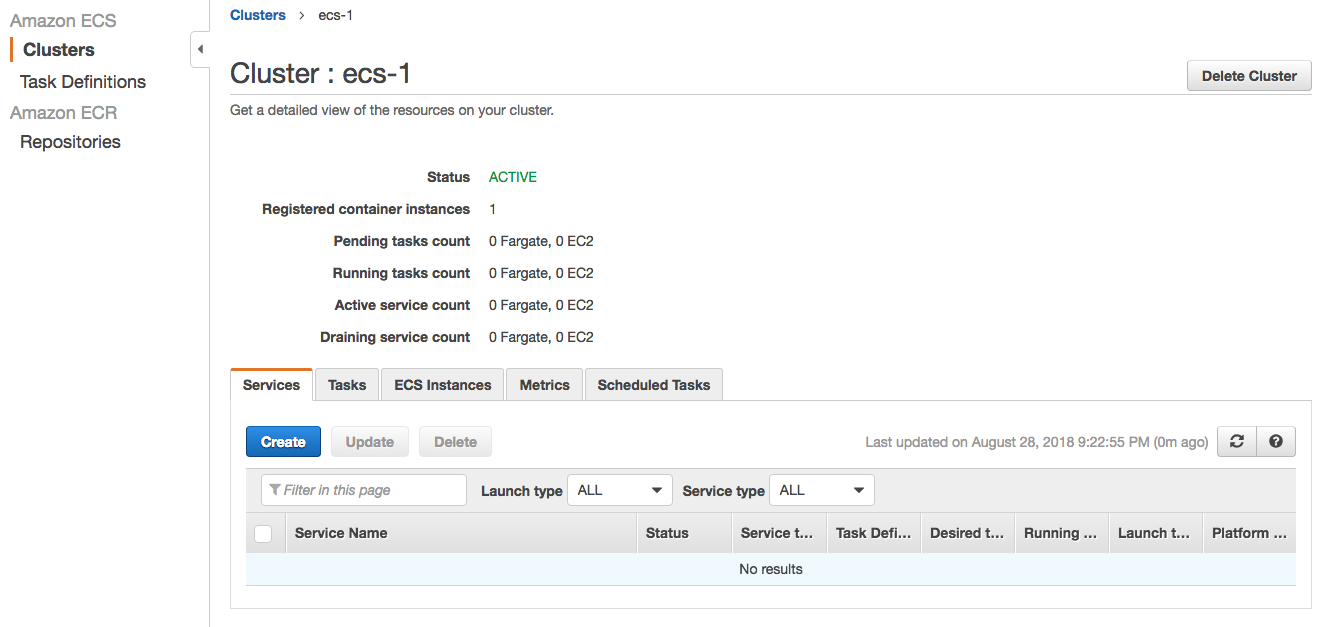 Amazon ECS
Clusters
Task Definitions
Amazon ECR
Repositories
Clusters > ecs-1
Cluster : ecs-1
Delete Cluster
Get a detailed view of the resources on your cluster.
Status ACTIVE
Registered container instances 1
Pending tasks count 0 Fargate, 0 EC2
Running tasks count 0 Fargate, 0 EC2
Active service count 0 Fargate, 0 EC2
Draining service count 0 Fargate, 0 EC2
Services Tasks ECS Instances Metrics Scheduled Tasks
Create Update Delete Last updated on August 28, 2018 9:22:55 PM (0m ago)
Filter in this page Launch type ALL Service type ALL
Service Name Status Service t... Task Defi... Desired t... Running ... Launch t... Platform ...
No results